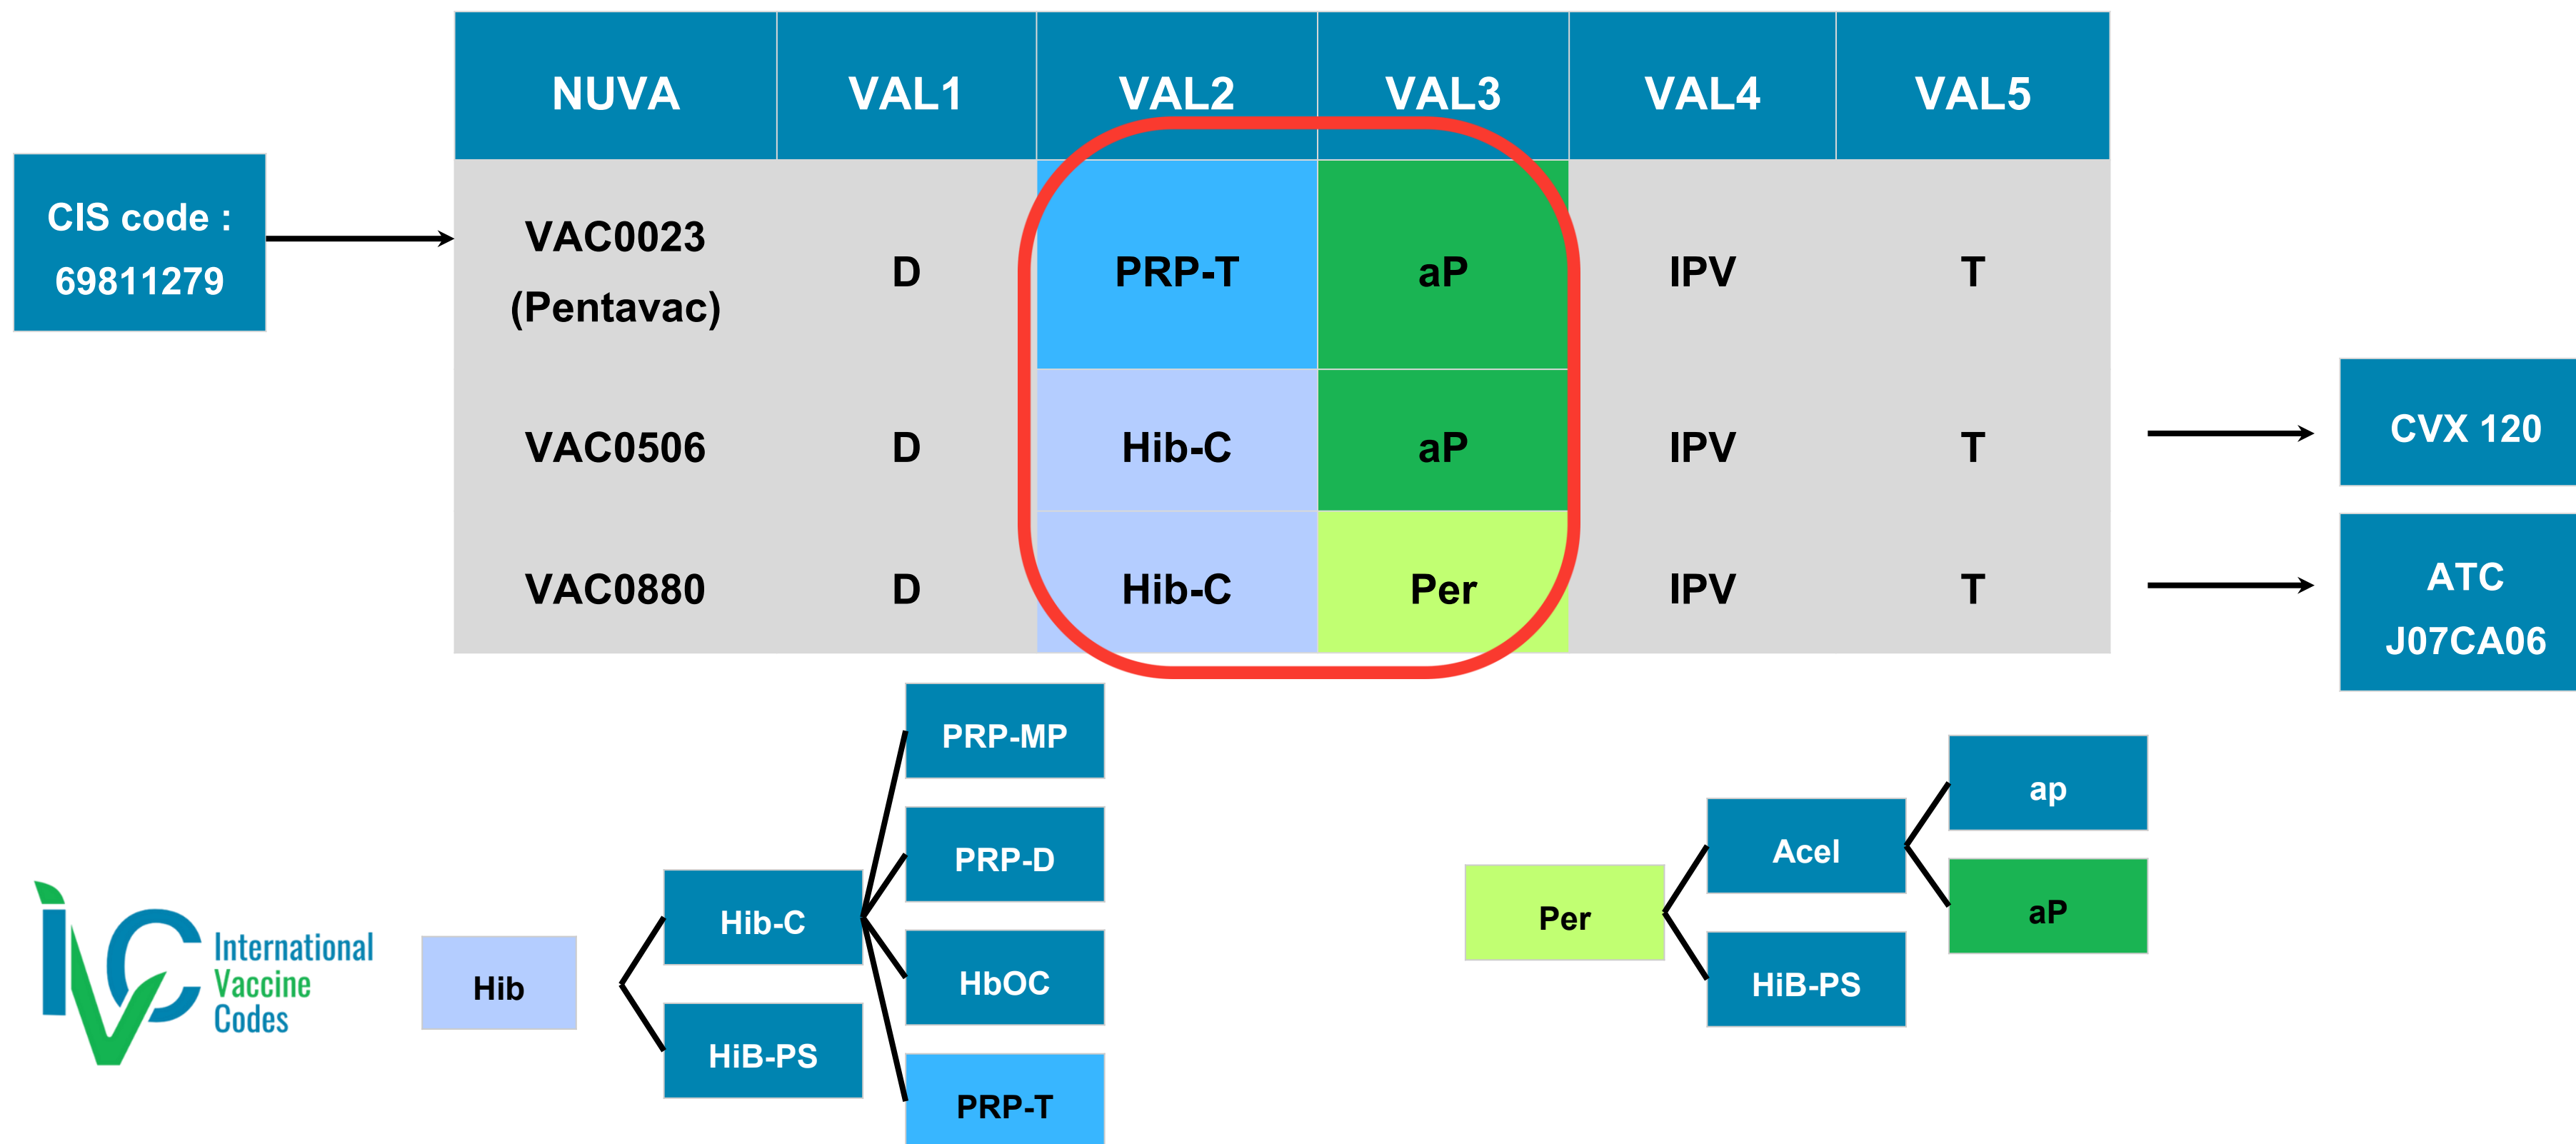 NUVA VAL1 VAL2 VAL3 VAL4 VAL5
CIS code :
69811279
VAC0023
(Pentavac)
D PRP-T aP IPV T
VAC0506 D Hib-C aP IPV T
CVX 120
VAC0880 D Hib-C Per IPV T
ATC
J07CA06
PRP-MP
PRP-D
Hib-C
HbOC
Hib
HiB-PS
PRP-T
ap
Acel
aP
Per
HiB-PS
iVC
International
Vaccine
Codes